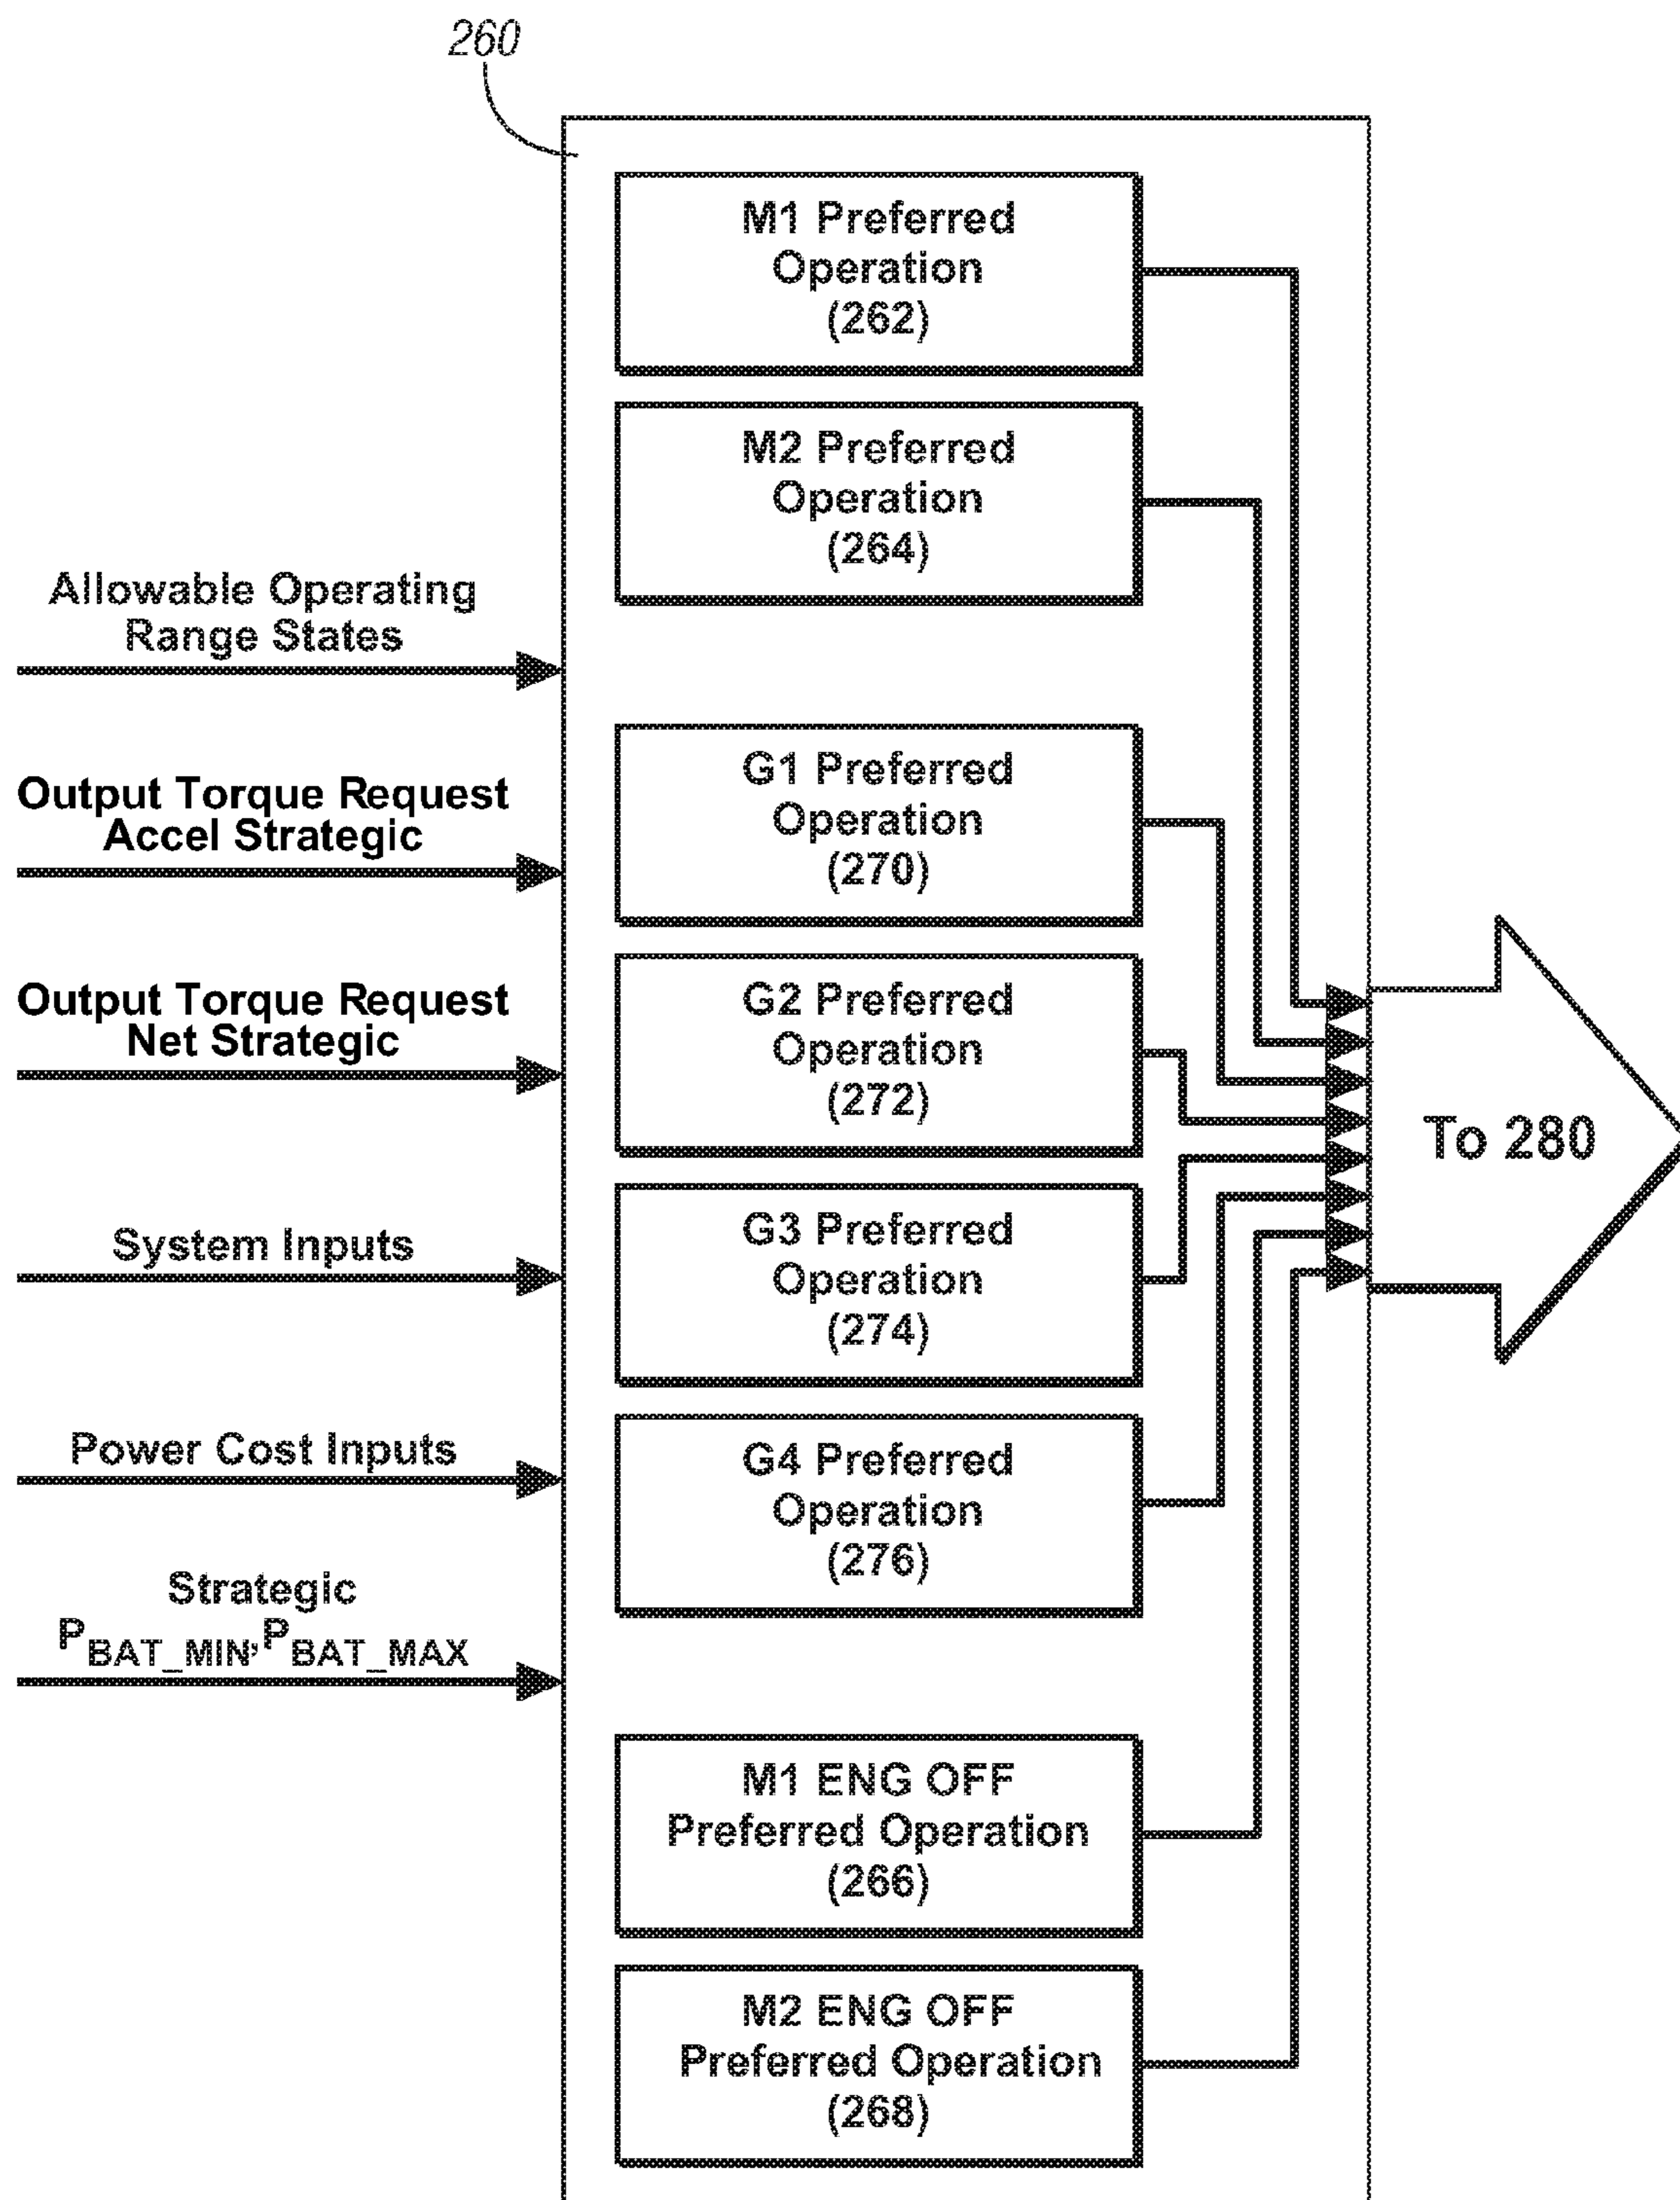 260
M1 Preferred
Operation
(262)
M2 Preferred
Operation
(264)
Allowable Operating
Range States
G1 Preferred
Operation
(270)
Output Torque Request
Accel Strategic
G2 Preferred
Operation
(272)
Output Torque Request
Net Strategic
To 280
G3 Preferred
Operation
(274)
System Inputs
G4 Preferred
Operation
(276)
Power Cost Inputs
Strategic
PBAT_MIN,PBAT_MAX
M1 ENG OFF
Preferred Operation
(266)
M2 ENG OFF
Preferred Operation
(268)